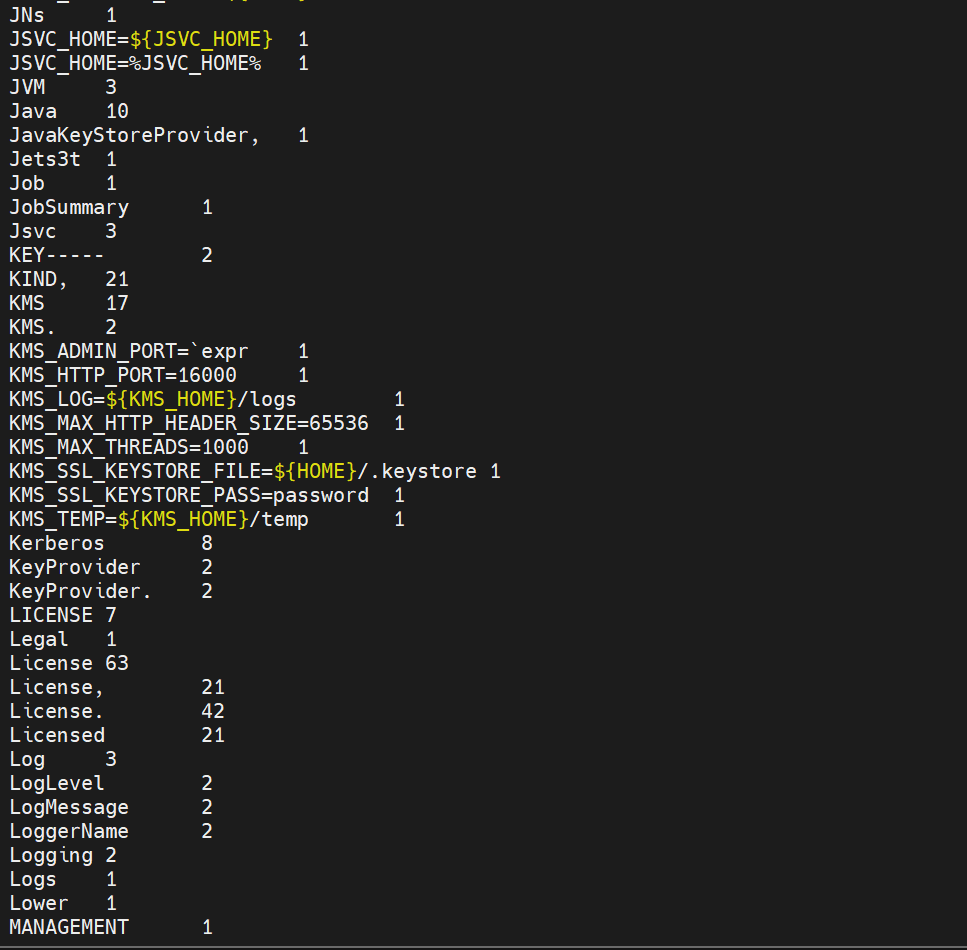 JNs	1
JSVC_HOME=${JSVC_HOME}	1
JSVC_HOME=%JSVC_HOME%	1
JVM	3
Java	10
JavaKeyStoreProvider,	1
Jets3t	1
Job	1
JobSummary	1
Jsvc	3
KEY-----	2
KIND,	21
KMS	17
KMS.	2
KMS_ADMIN_PORT=`expr	1
KMS_HTTP_PORT=16000	1
KMS_LOG=${KMS_HOME}/logs	1
KMS_MAX_HTTP_HEADER_SIZE=65536	1
KMS_MAX_THREADS=1000	1
KMS_SSL_KEYSTORE_FILE=${HOME}/.keystore	1
KMS_SSL_KEYSTORE_PASS=password	1
KMS_TEMP=${KMS_HOME}/temp	1
Kerberos	8
KeyProvider	2
KeyProvider.	2
LICENSE	7
Legal	1
License	63
License,	21
License.	42
Licensed	21
Log	3
LogLevel	2
LogMessage	2
LoggerName	2
Logging	2
Logs	1
Lower	1
MANAGEMENT	1